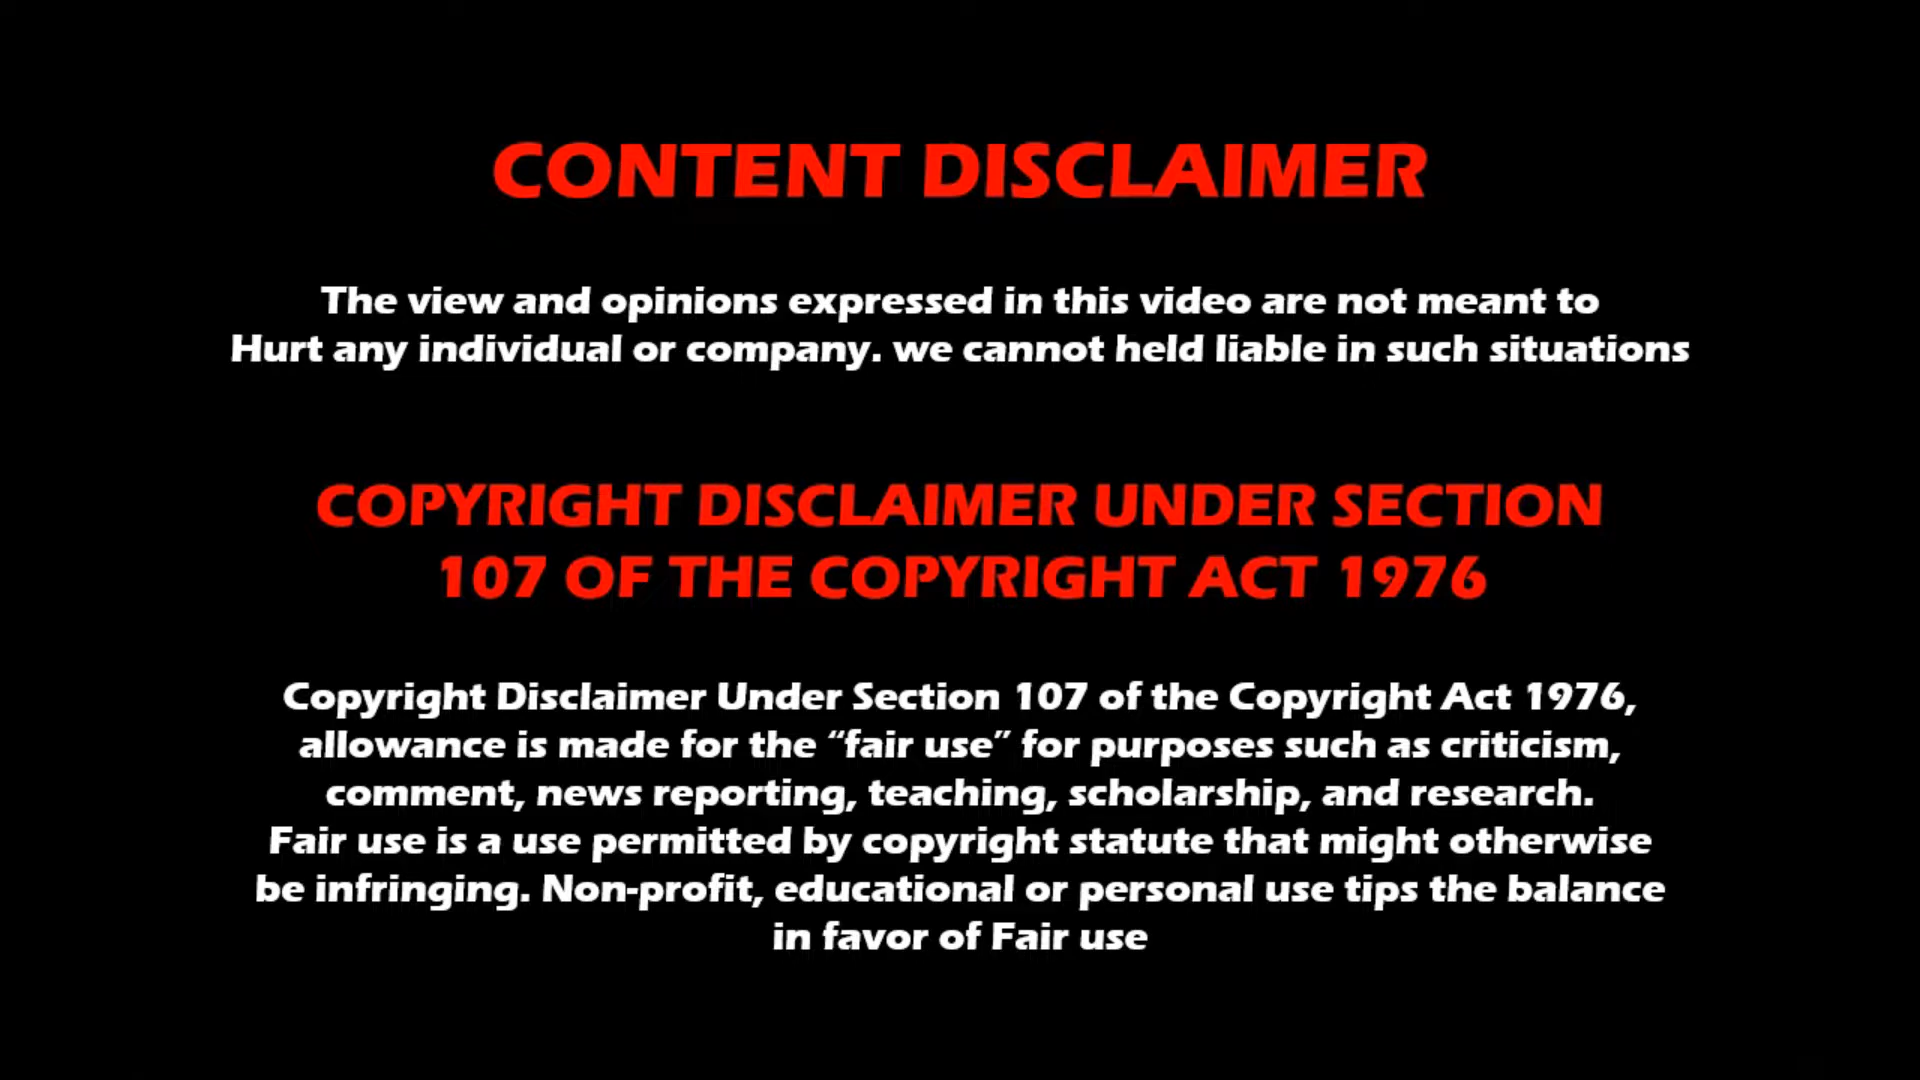 CONTENT DISCLAIMER
The view and opinions expressed in this video are not meant to
Hurt any individual or company. we cannot held liable in such situations
COPYRIGHT DISCLAIMER UNDER SECTION
107 OF THE COPYRIGHT ACT 1976
Copyright Disclaimer Under Section 107 of the Copyright Act 1976,
allowance is made for the “fair use” for purposes such as criticism,
comment, news reporting, teaching, scholarship, and research.
Fair use is a use permitted by copyright statute that might otherwise
be infringing. Non-profit, educational or personal use tips the balance
in favor of Fair use